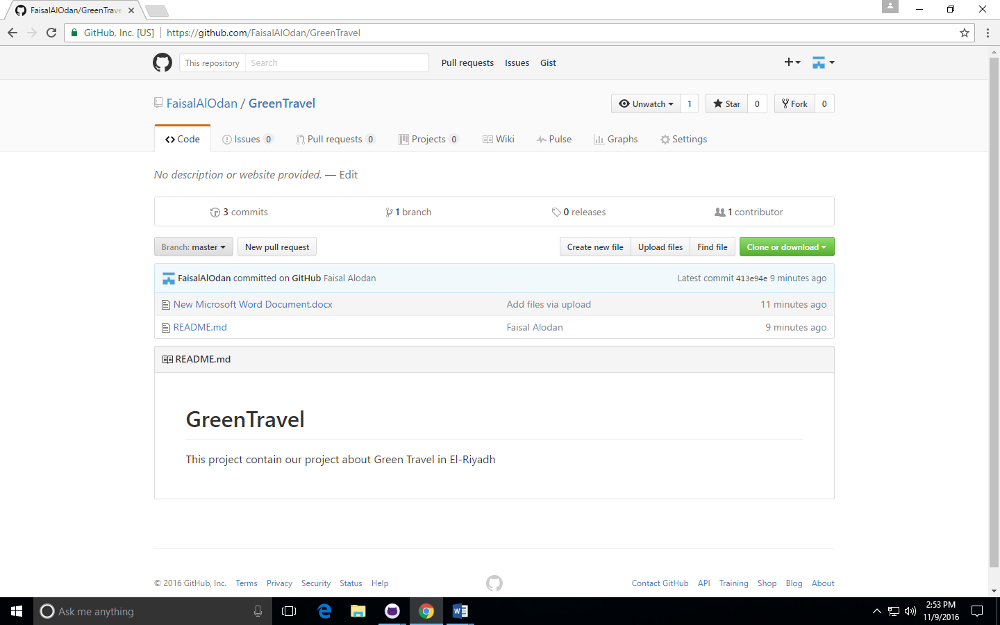 FaisalAlOdan/GreenTrave
GitHub, Inc. [US] https://github.com/FaisalAlOdan/GreenTravel
This repository Search Pull requests Issues Gist
FaisalAlOdan / GreenTravel Unwatch 1 Star 0 Fork 0
Code Issues 0 Pull requests 0 Projects 0 Wiki Pulse Graphs Settings
No description or website provided. — Edit
3 commits 1 branch 0 releases 1 contributor
Branch: master New pull request Create new file Upload files Find file Clone or download
FaisalAlOdan committed on GitHub Faisal Alodan Latest commit 413e94e 9 minutes ago
New Microsoft Word Document.docx Add files via upload 11 minutes ago
README.md Faisal Alodan 9 minutes ago
README.md
GreenTravel
This project contain our project about Green Travel in El-Riyadh
© 2016 GitHub, Inc. Terms Privacy Security Status Help Contact GitHub API Training Shop Blog About
Ask me anything
2:53 PM
11/9/2016